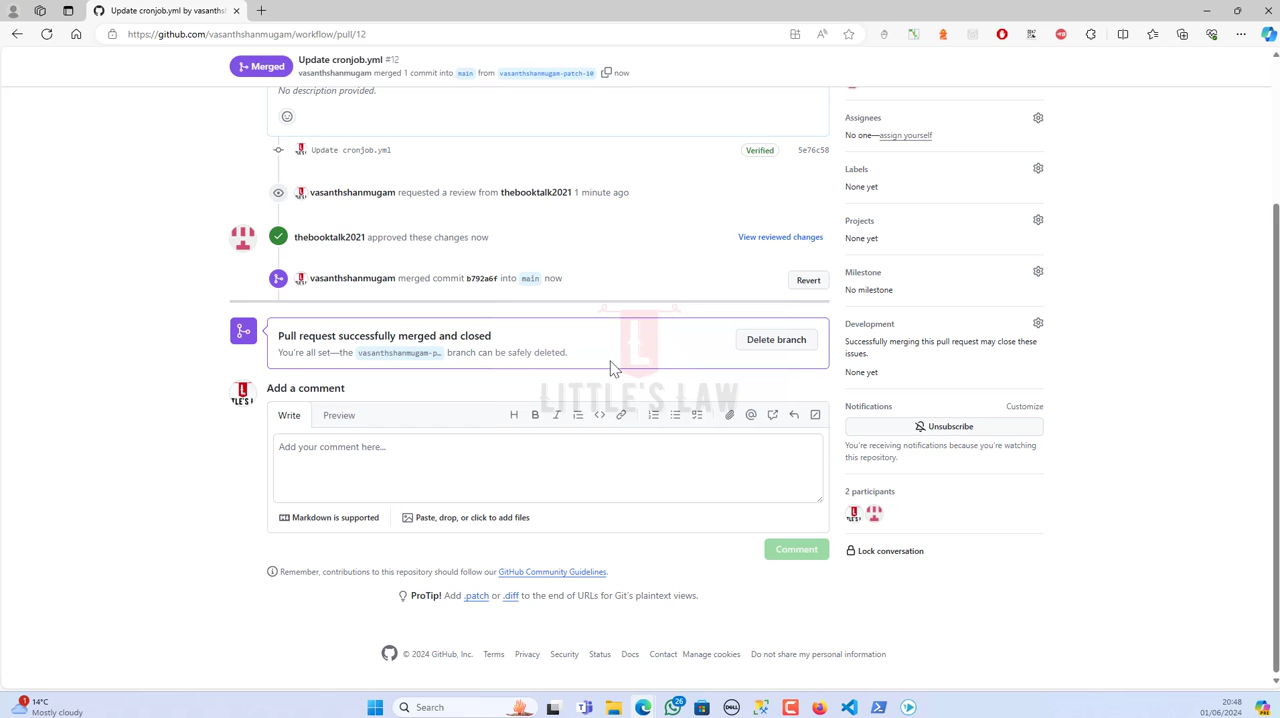 Update cronjob.yml by vasantshs
https://github.com/vasanthshanmugam/workflow/pull/12
Merged
Update cronjob.yml #12
vasanthshanmugam merged 1 commit into main from vasanthshanmugam-patch-10 now
No description provided.
Update cronjob.yml
Verified
5e76c58
vasanthshanmugam requested a review from thebooktalk2021 1 minute ago
thebooktalk2021 approved these changes now
View reviewed changes
vasanthshanmugam merged commit b792a6f into main now
Revert
Pull request successfully merged and closed
You're all set—the vasanthshanmugam-p… branch can be safely deleted.
Delete branch
LITTLE'S LAW
Add a comment
Write
Preview
Add your comment here...
Markdown is supported
Paste, drop, or click to add files
Comment
Remember, contributions to this repository should follow our GitHub Community Guidelines.
ProTip! Add .patch or .diff to the end of URLs for Git's plaintext views.
Assignees
No one—assign yourself
Labels
None yet
Projects
None yet
Milestone
No milestone
Development
Successfully merging this pull request may close these
issues.
None yet
Notifications
Customize
Unsubscribe
You're receiving notifications because you're watching
this repository.
2 participants
Lock conversation
© 2024 GitHub, Inc.
Terms
Privacy
Security
Status
Docs
Contact
Manage cookies
Do not share my personal information
1
14°C
Mostly cloudy
Search
26
DELL
20:48
01/06/2024